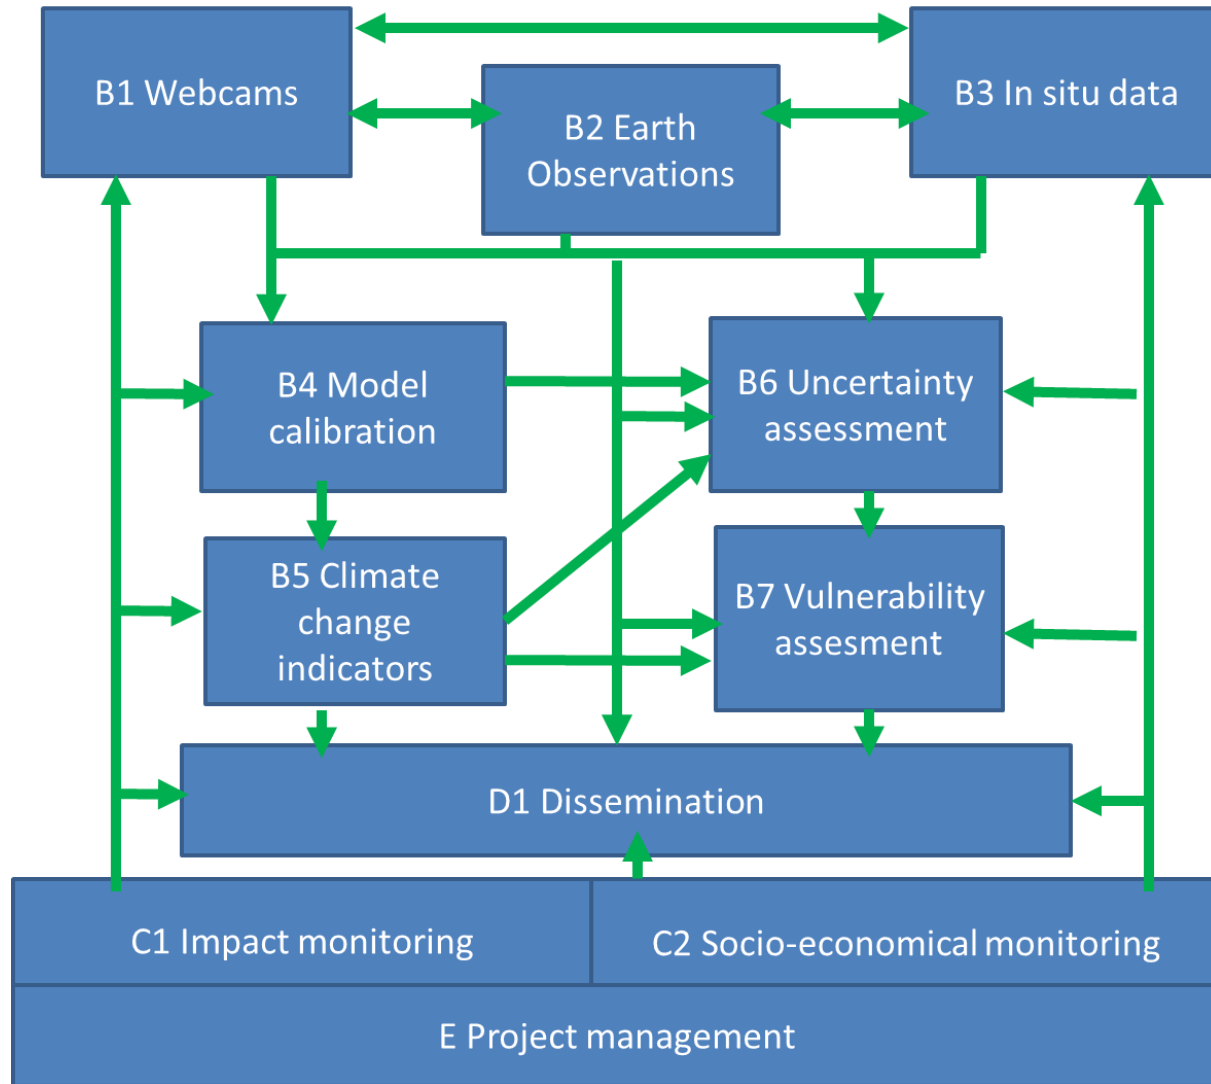 B1 Webcams
B2 Earth
Observations
B3 In situ data
B4 Model
calibration
B6 Uncertainty
assessment
B5 Climate
change
indicators
B7 Vulnerability
assesment
D1 Dissemination
C1 Impact monitoring
C2 Socio-economical monitoring
E Project management